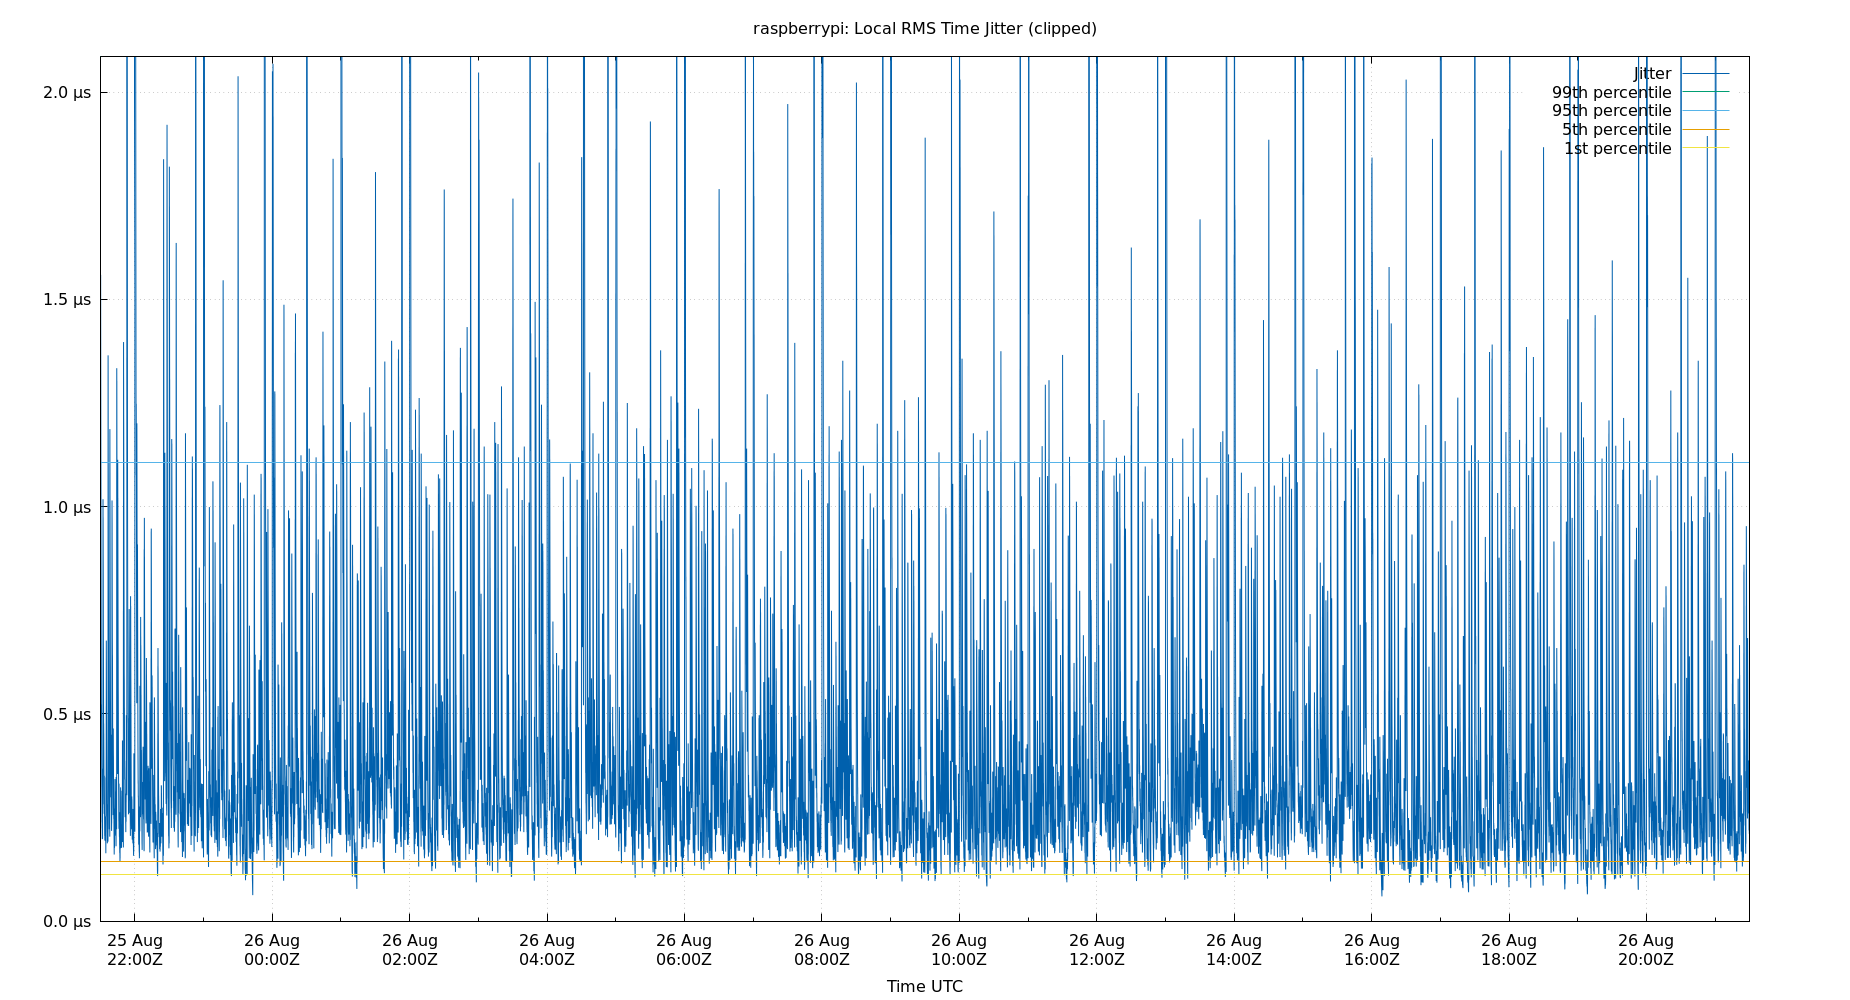 raspberrypi: Local RMS Time Jitter (clipped)
Jitter
99th percentile
95th percentile
5th percentile
1st percentile
2.0 µs
1.5 µs
1.0 µs
0.5 µs
0.0 µs
25 Aug 26 Aug 26 Aug 26 Aug 26 Aug 26 Aug 26 Aug 26 Aug 26 Aug 26 Aug 26 Aug 26 Aug
22:00Z 00:00Z 02:00Z 04:00Z 06:00Z 08:00Z 10:00Z 12:00Z 14:00Z 16:00Z 18:00Z 20:00Z
Time UTC